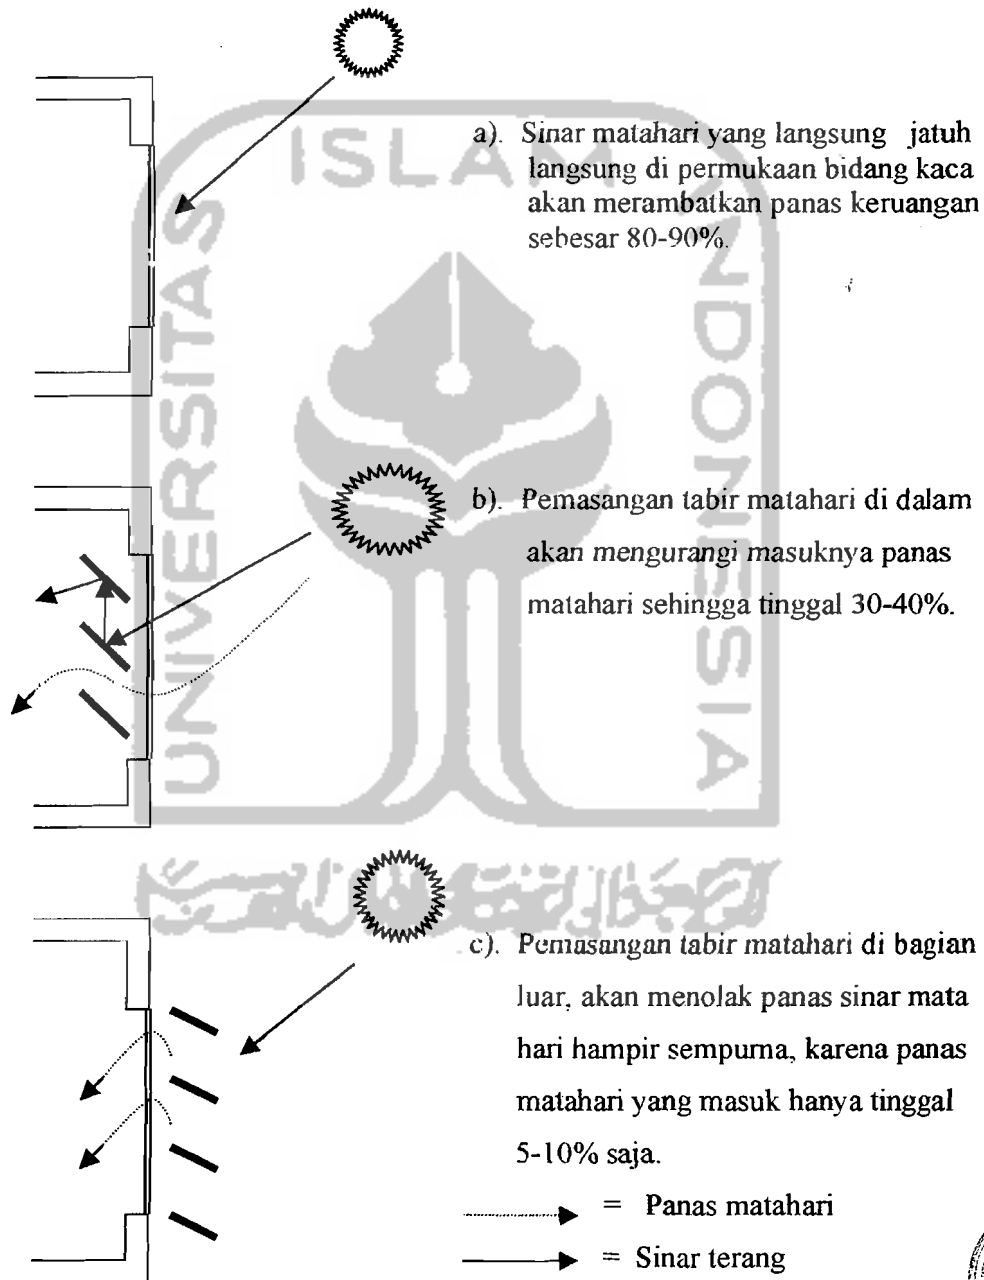 a). Sinar matahari yang langsung jatuh
langsung di permukaan bidang kaca
akan merambatkan panas keruangan
sebesar 80-90%.
b). Pemasangan tabir matahari di dalam
akan mengurangi masuknya panas
matahari sehingga tinggal 30-40%.
c). Pemasangan tabir matahari di bagian
luar, akan menolak panas sinar mata
hari hampir sempurna, karena panas
matahari yang masuk hanya tinggal
5-10% saja.
= Panas matahari
= Sinar terang
UNIVERSITAS
ISLAM
INDONESIA